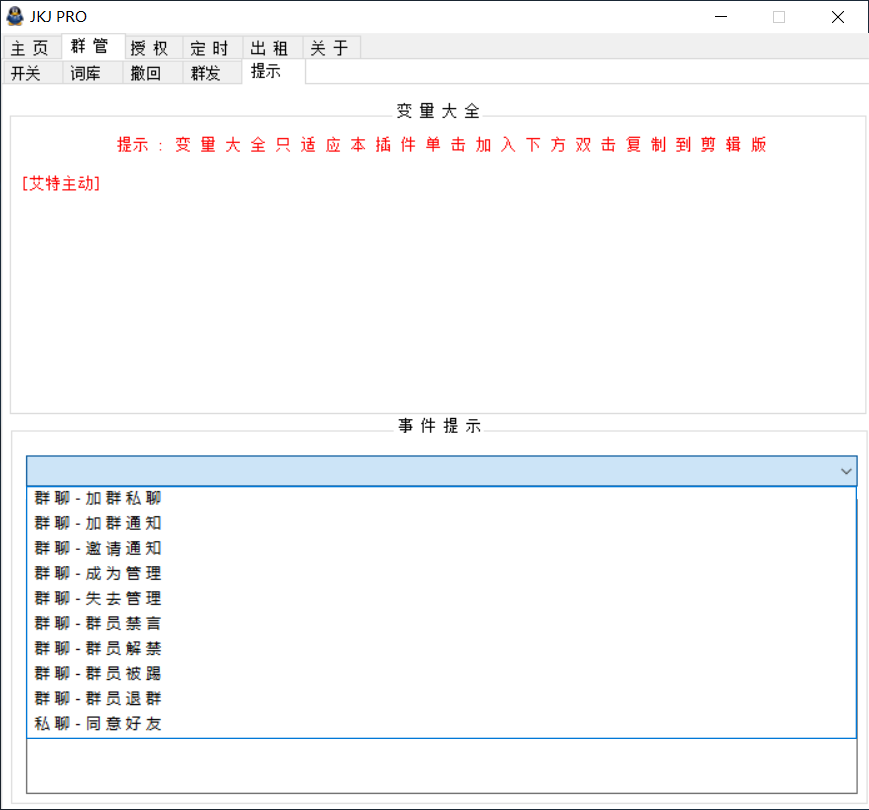 JKJ PRO
主 页 群 管 授 权 定 时 出 租 关 于
开关 词库 撤回 群发 提示
变 量 大 全
提示 : 变 量 大 全 只 适 应 本 插 件 单 击 加 入 下 方 双 击 复 制 到 剪 辑 版
[艾特主动]
事 件 提 示
群 聊 - 加 群 私 聊
群 聊 - 加 群 通 知
群 聊 - 邀 请 通 知
群 聊 - 成 为 管 理
群 聊 - 失 去 管 理
群 聊 - 群 员 禁 言
群 聊 - 群 员 解 禁
群 聊 - 群 员 被 踢
群 聊 - 群 员 退 群
私 聊 - 同 意 好 友